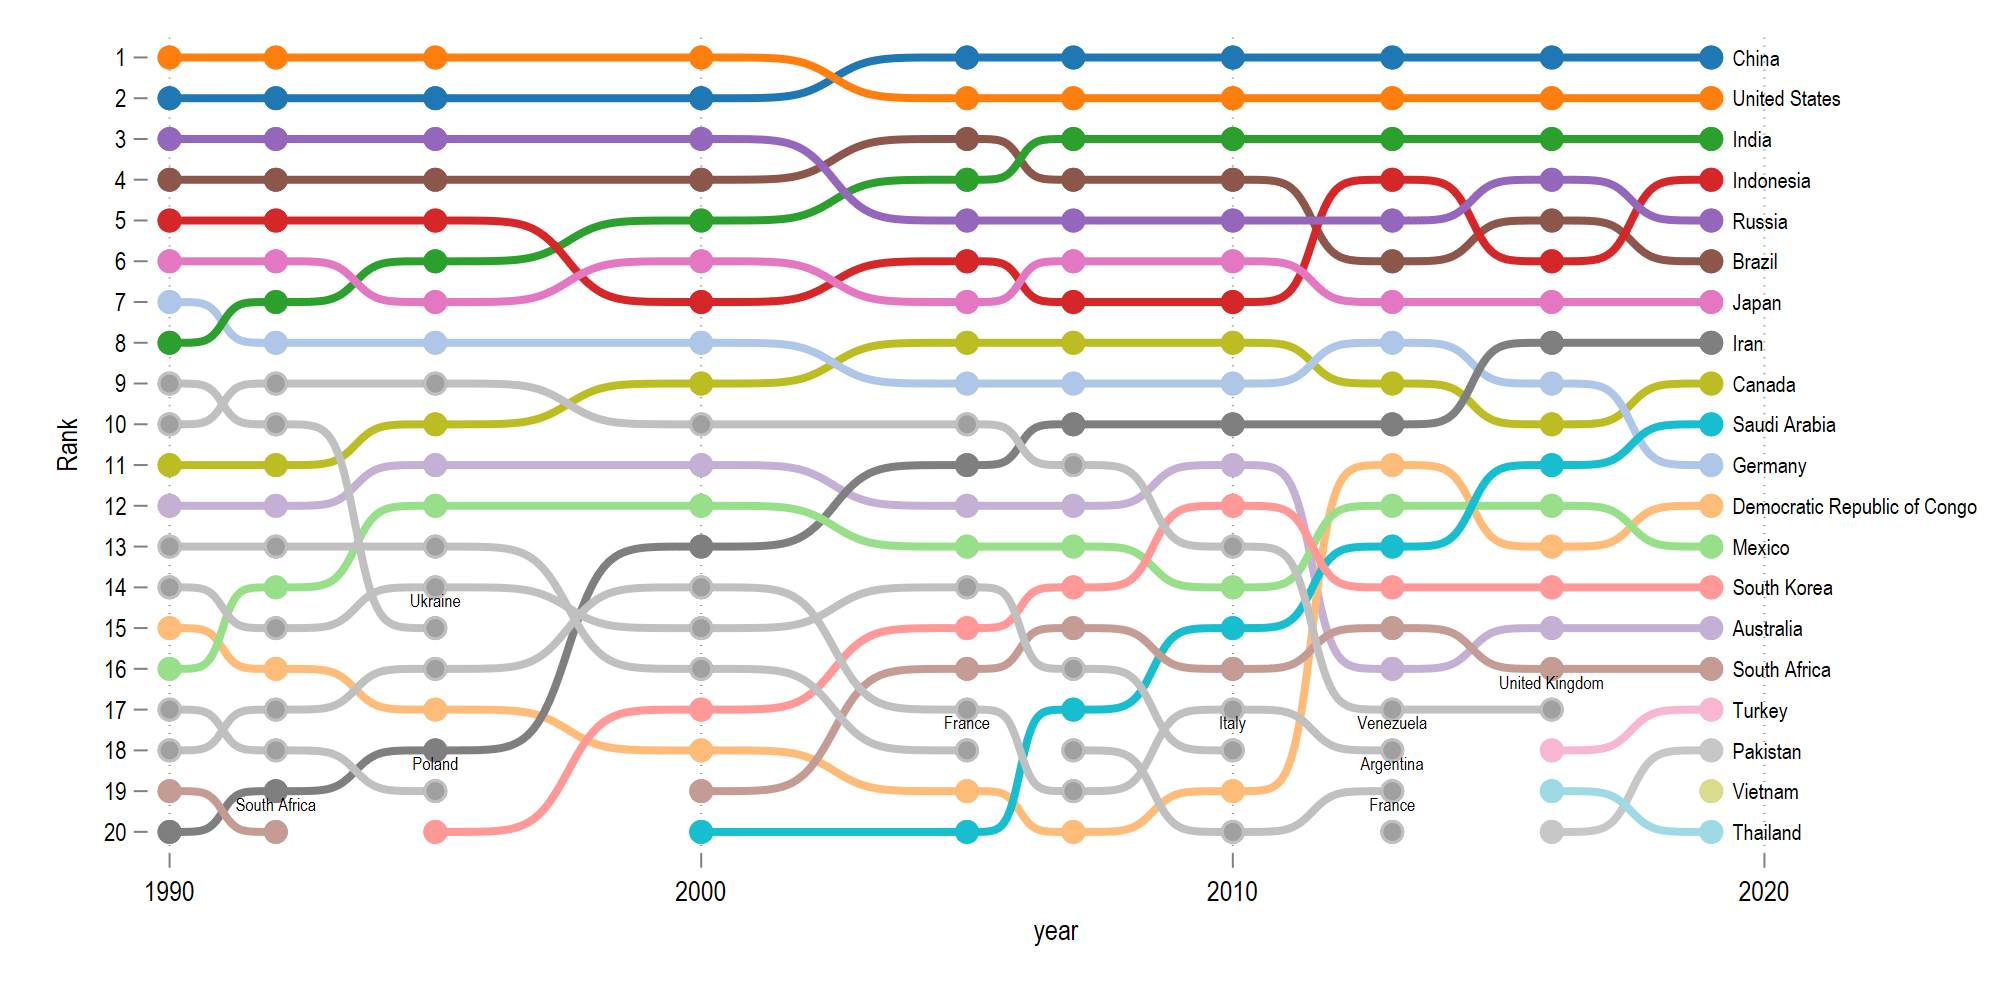 1
China
2
United States
3
India
4
Indonesia
5
Russia
6
Brazil
7
Japan
8
Iran
9
Canada
10
Saudi Arabia
11
Germany
12
Democratic Republic of Congo
13
Mexico
14
South Korea
Ukraine
15
Australia
16
South Africa
United Kingdom
17
Turkey
France
Italy
Venezuela
18
Pakistan
Poland
Argentina
19
Vietnam
South Africa
France
20
Thailand
Rank
1990
2000
2010
2020
year